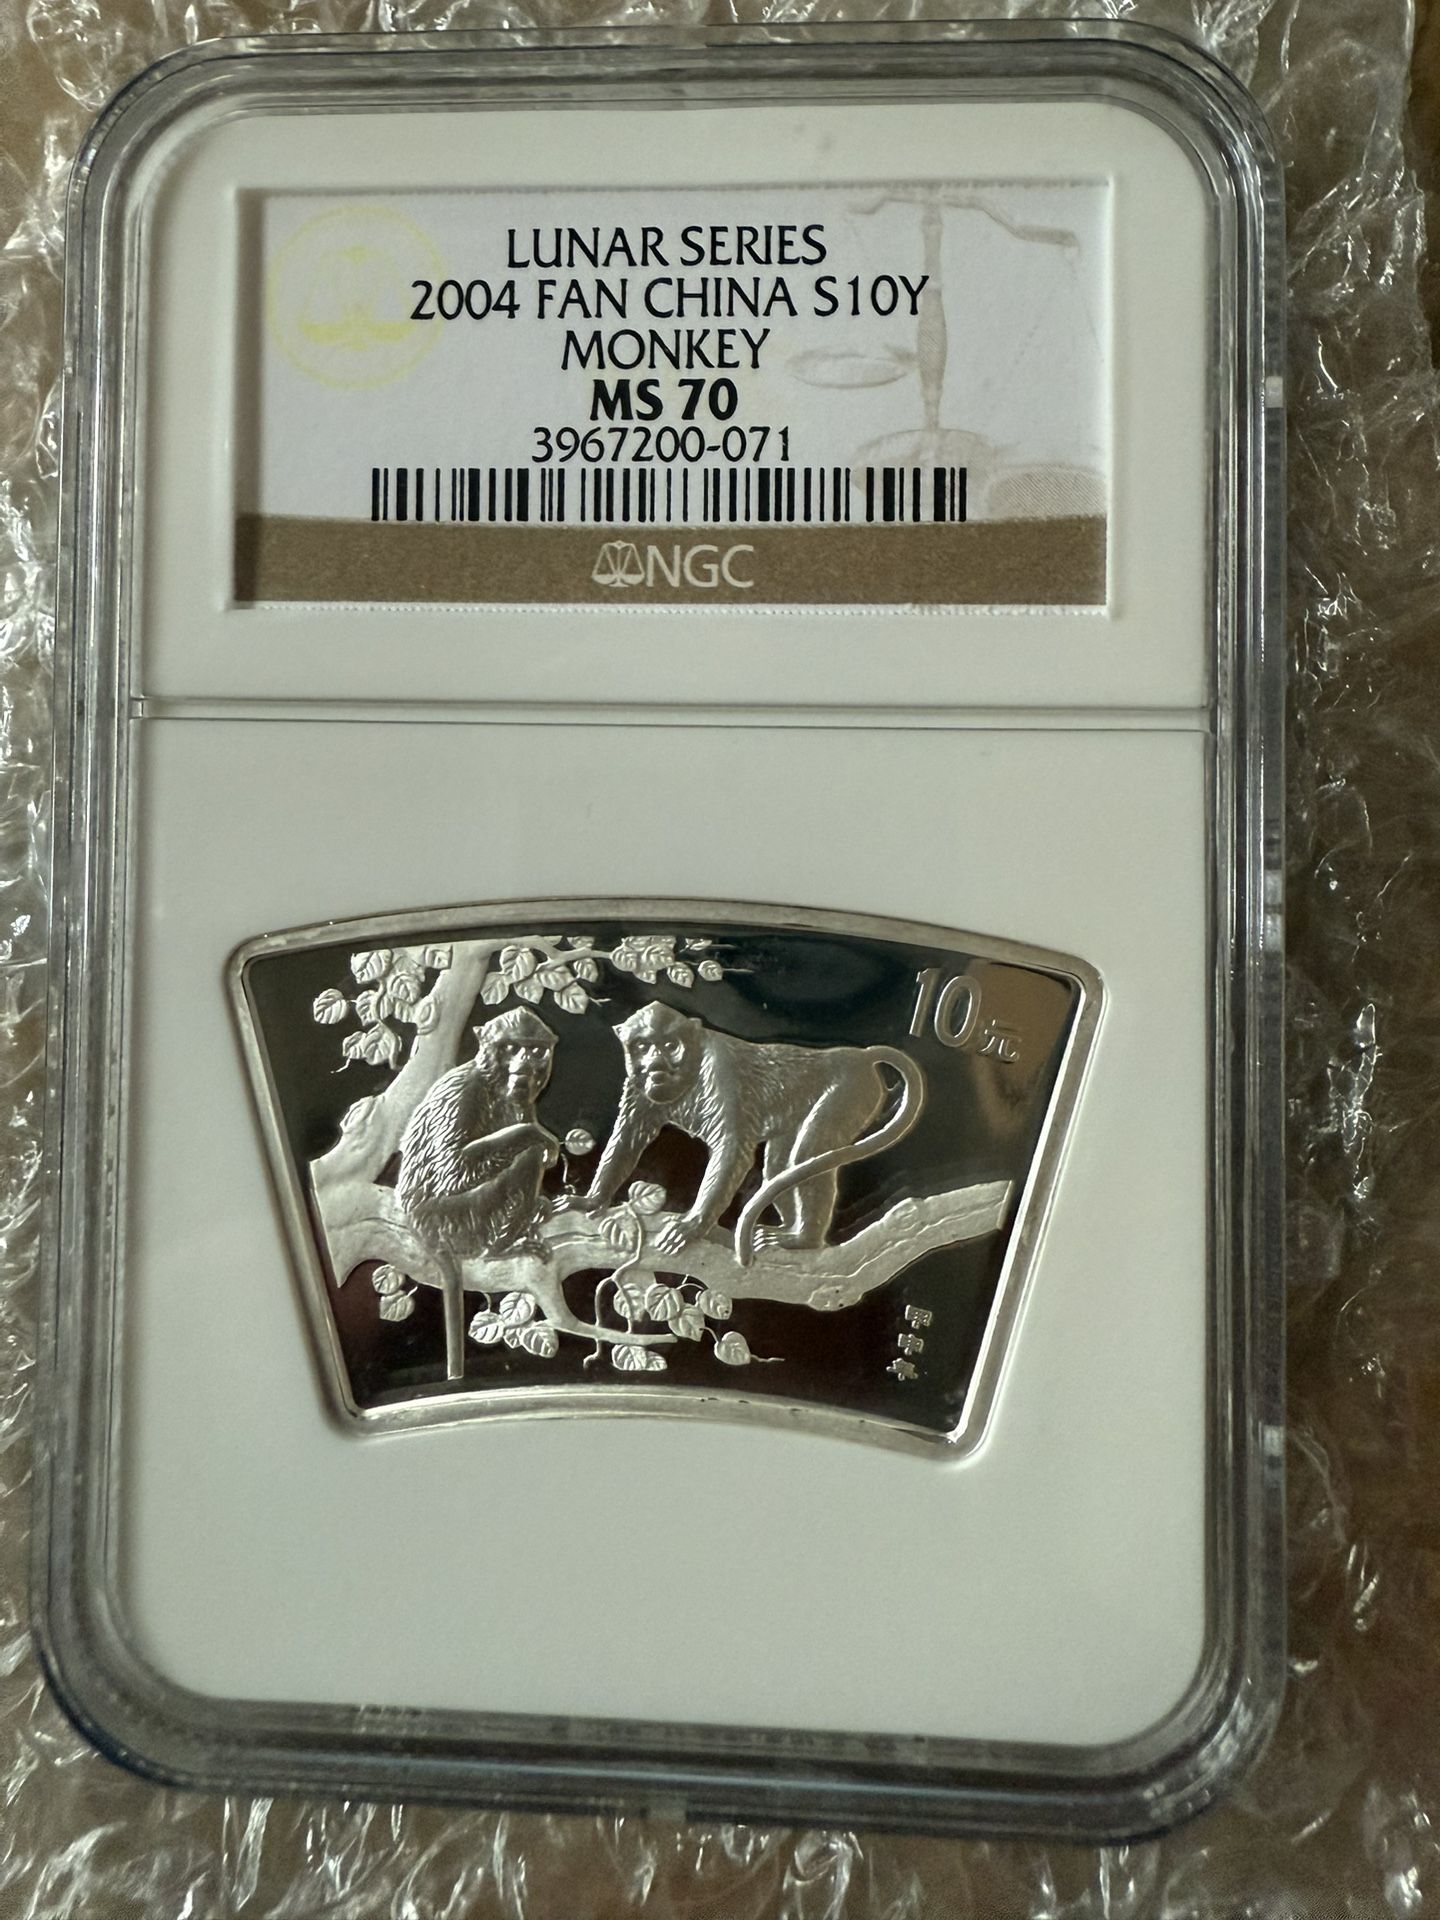 LUNAR SERIES
2004 FAN CHINA S10Y
MONKEY
MS 70
3967200-071
NGC
10元